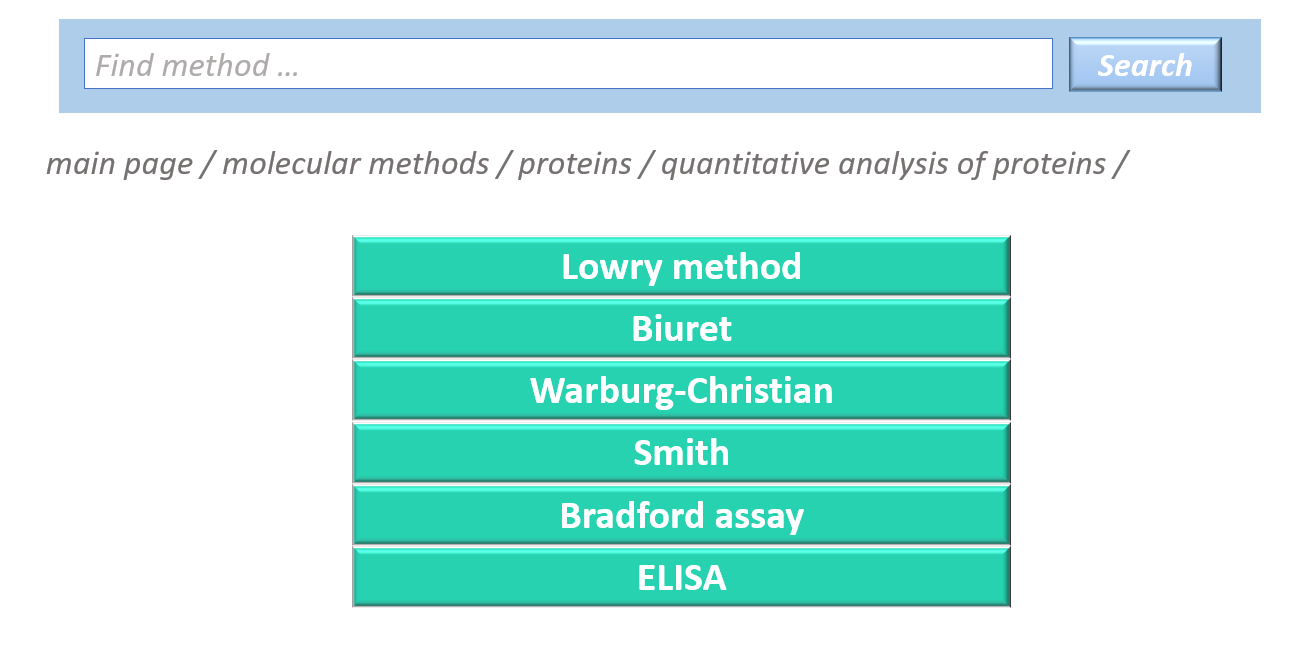 Find method ...
Search
main page / molecular methods / proteins / quantitative analysis of proteins /
Lowry method
Biuret
Warburg-Christian
Smith
Bradford assay
ELISA